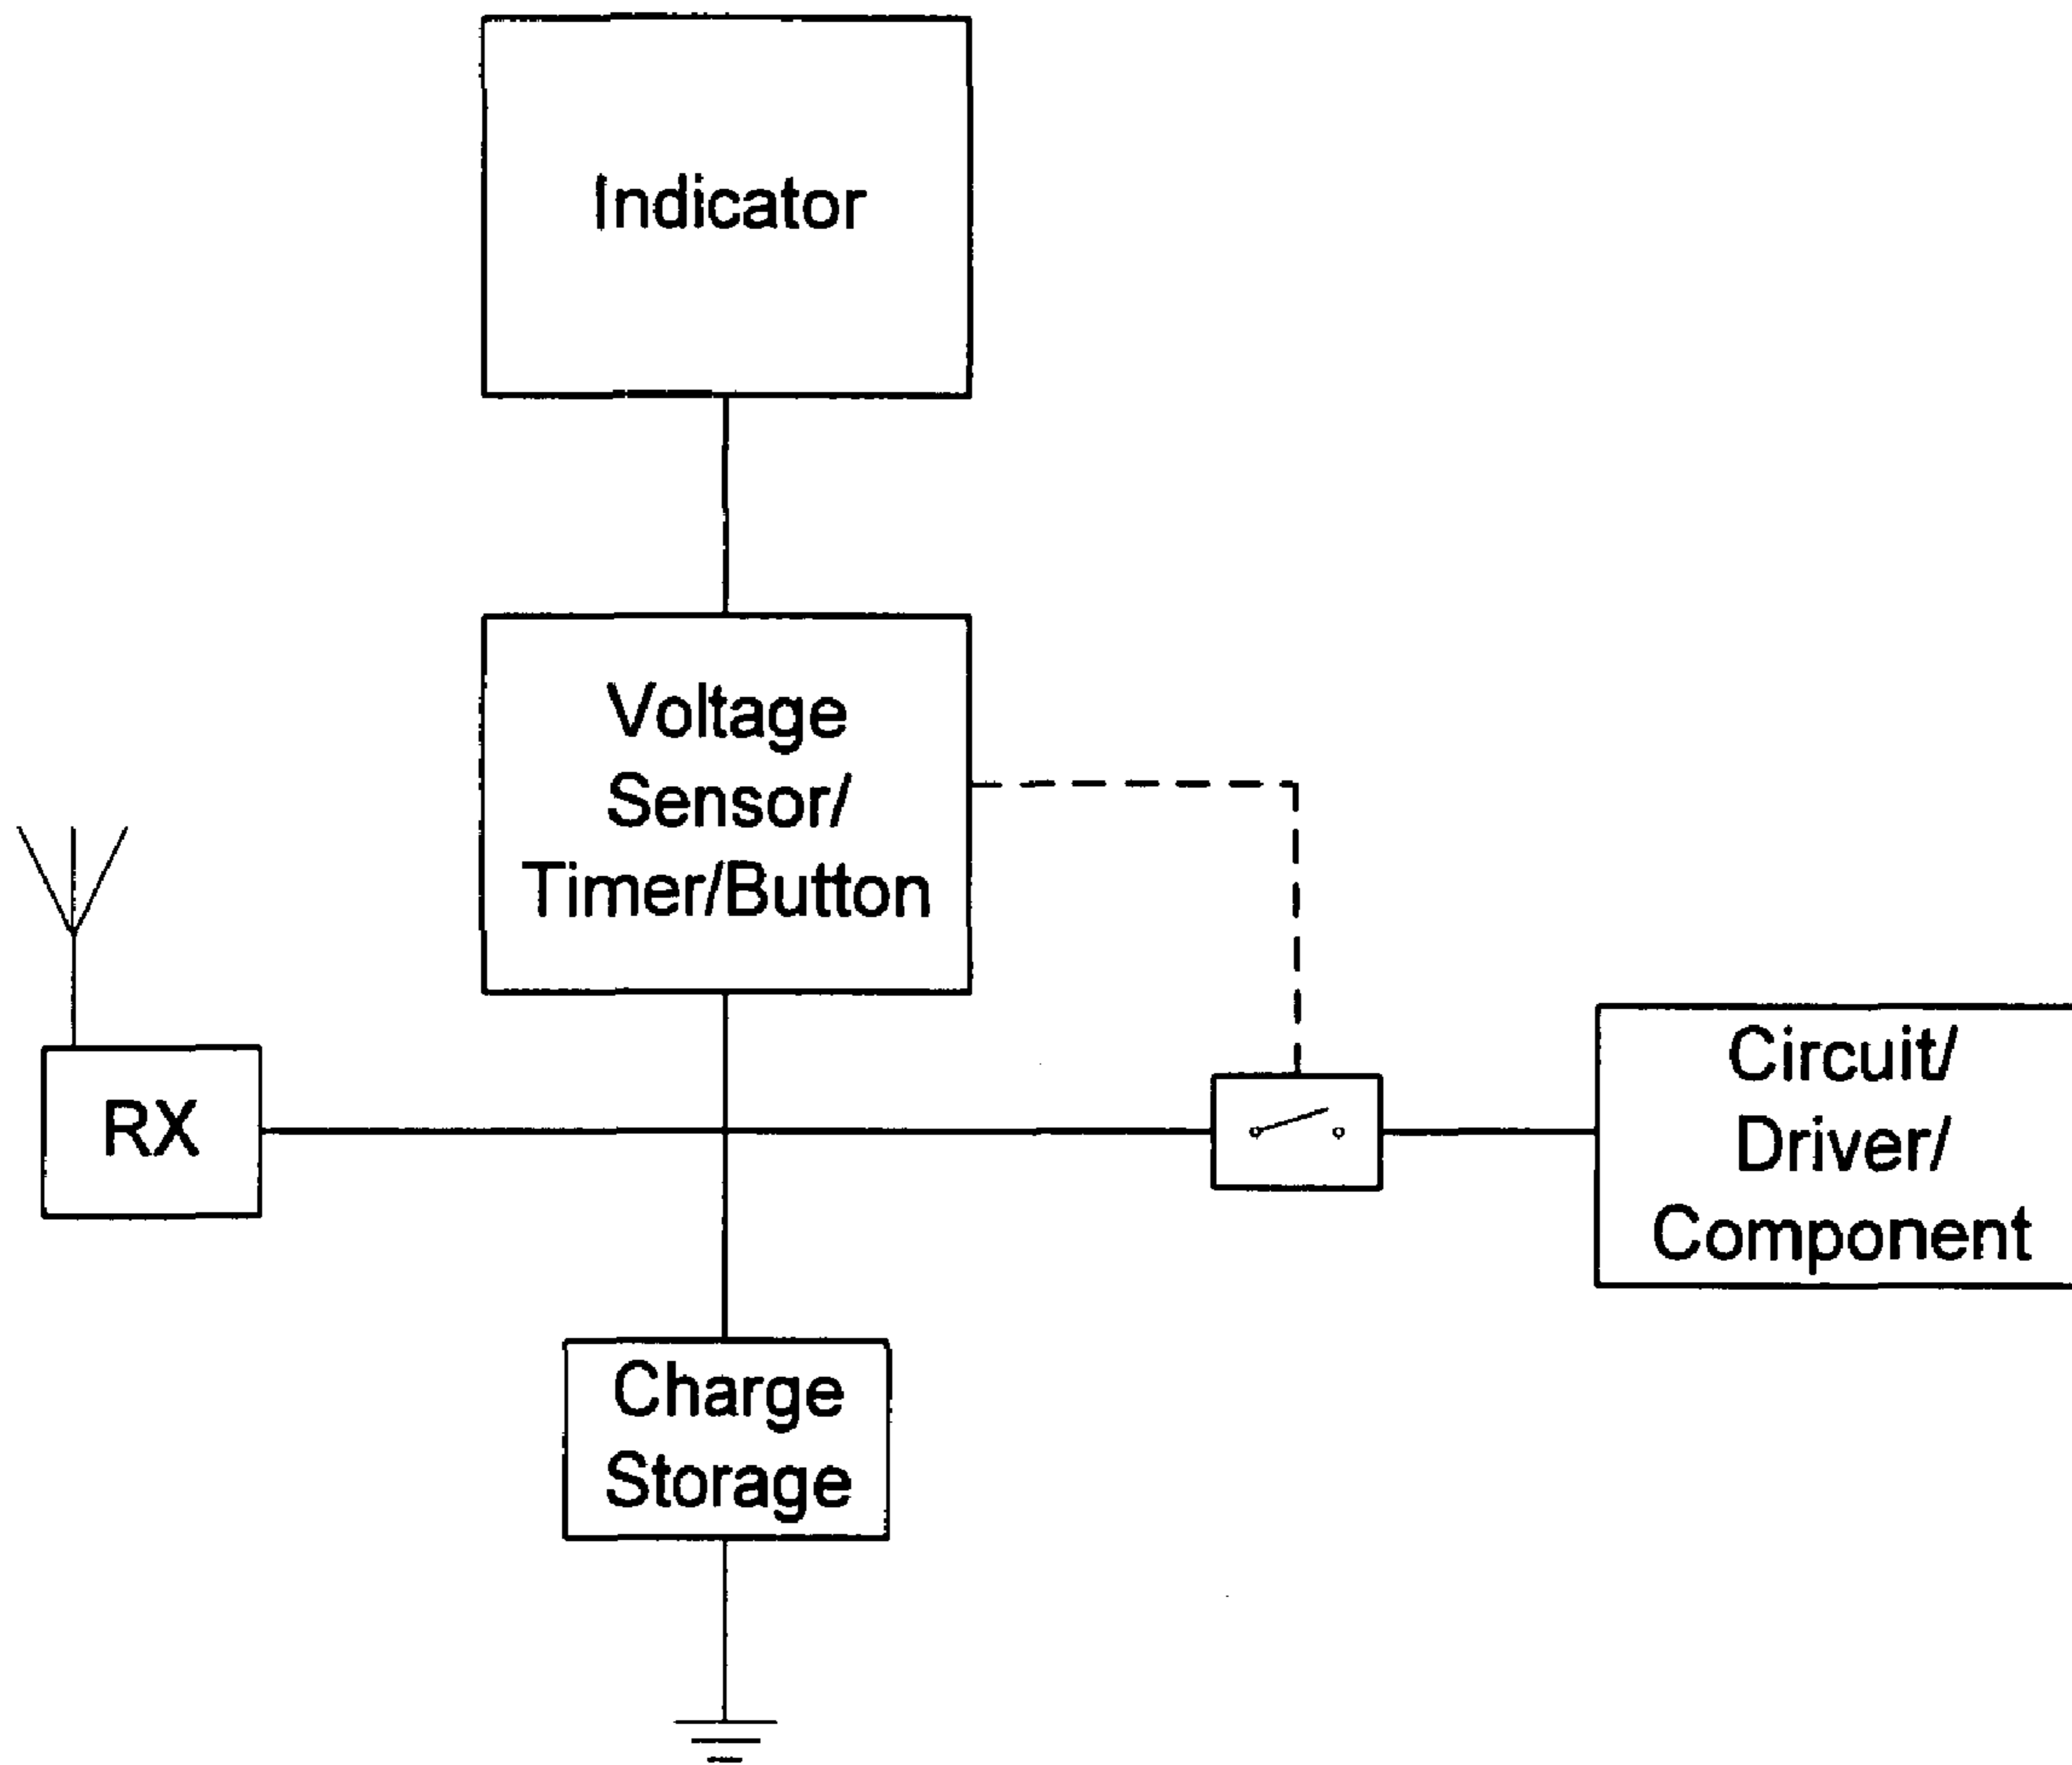 Indicator
Voltage
Sensor/
Timer/Button
RX
Circuit/
Driver/
Component
Charge
Storage